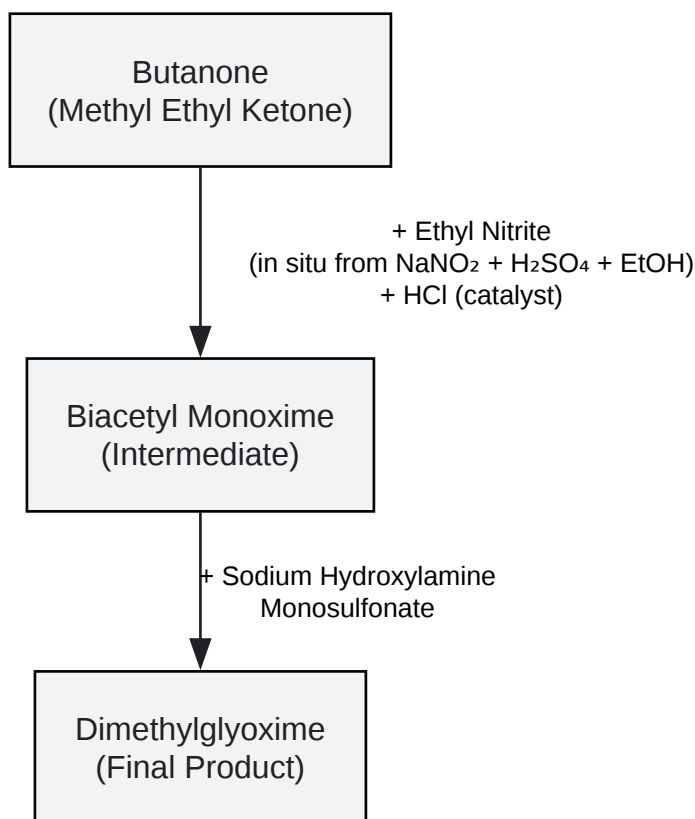 Butanone
(Methyl Ethyl Ketone)
+ Ethyl Nitrite
(in situ from NaNO₂ + H₂SO₄ + EtOH)
+ HCl (catalyst)
Biacetyl Monoxime
(Intermediate)
+ Sodium Hydroxylamine
Monosulfonate
Dimethylglyoxime
(Final Product)